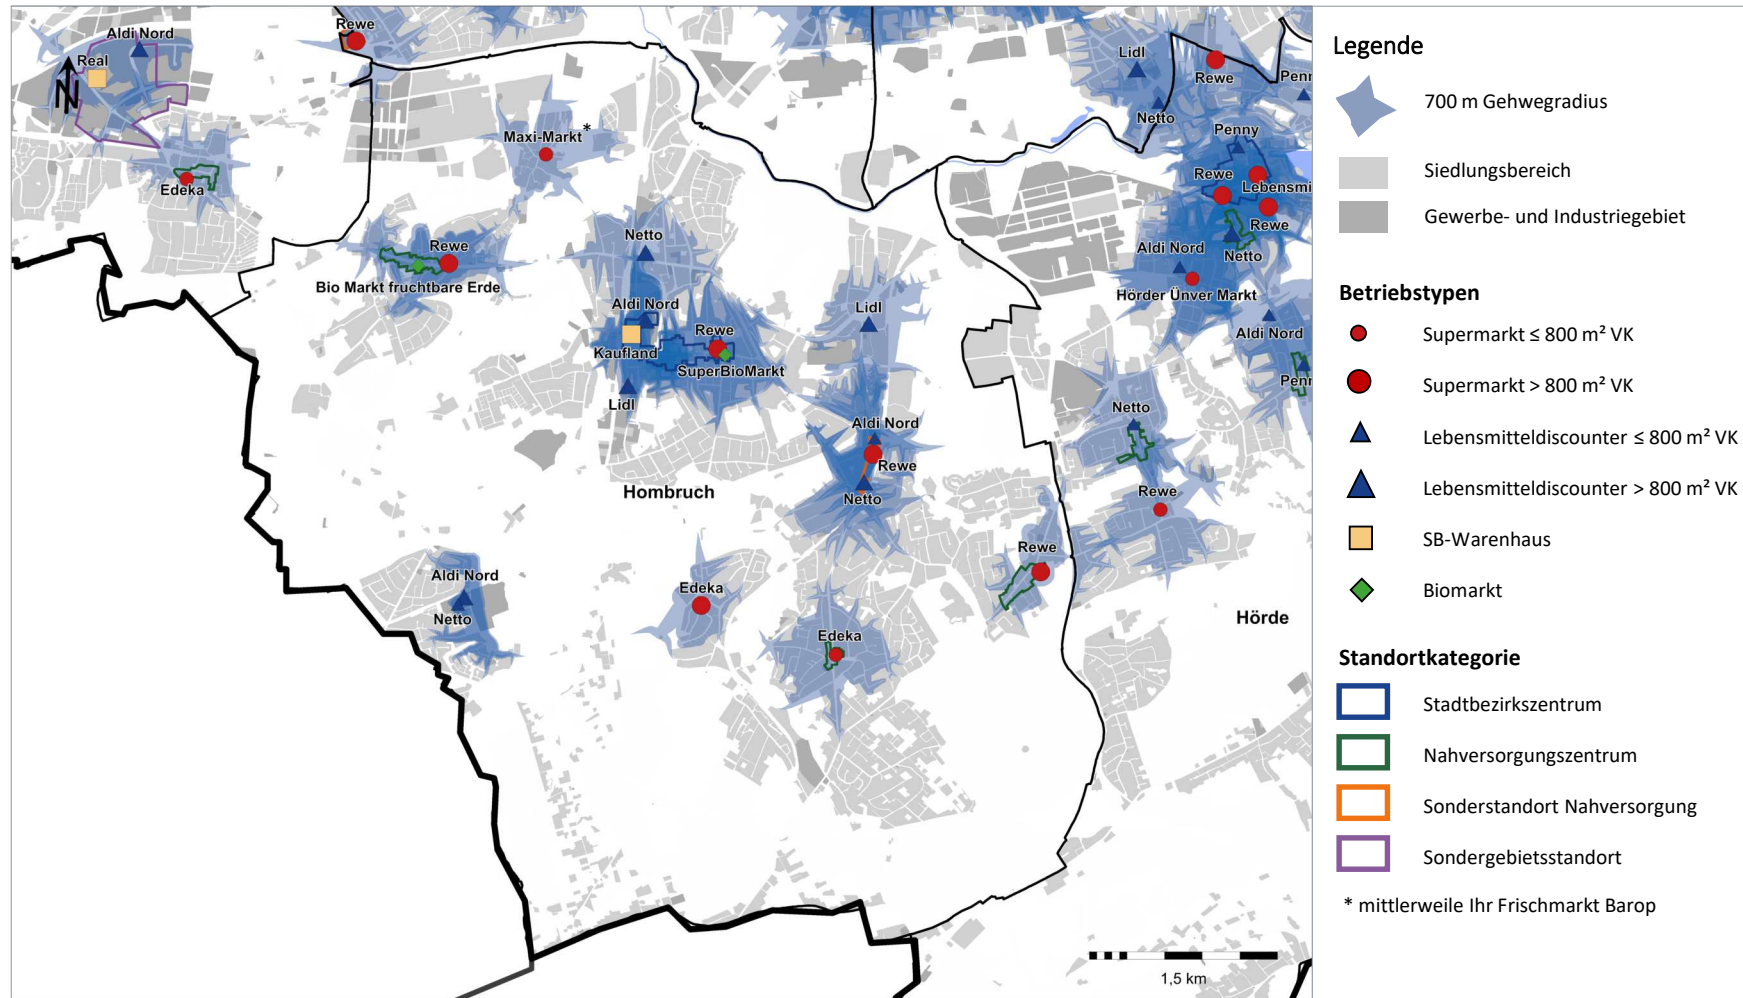 Rewe
Aldi Nord
Real
N
Lidl
Rewe
Penn
Netto
Maxi-Markt*
Penny
Edeka
Rewe
Lebensmi
Rewe
Netto
Netto
Aldi Nord
Rewe
Bio Markt fruchtbare Erde
Hörder Ünver Markt
Aldi Nord
Lidl
Aldi Nord
Rewe
Kaufland
SuperBioMarkt
Penn
Lidl
Netto
Aldi Nord
Rewe
Netto
Hombruch
Rewe
Rewe
Aldi Nord
Netto
Edeka
Edeka
Hörde
1,5 km
Legende
700 m Gehwegradius
Siedlungsbereich
Gewerbe- und Industriegebiet
Betriebstypen
Supermarkt ≤ 800 m² VK
Supermarkt > 800 m² VK
Lebensmitteldiscounter ≤ 800 m² VK
Lebensmitteldiscounter > 800 m² VK
SB-Warenhaus
Biomarkt
Standortkategorie
Stadtbezirkszentrum
Nahversorgungszentrum
Sonderstandort Nahversorgung
Sondergebietsstandort
* mittlerweile Ihr Frischmarkt Barop